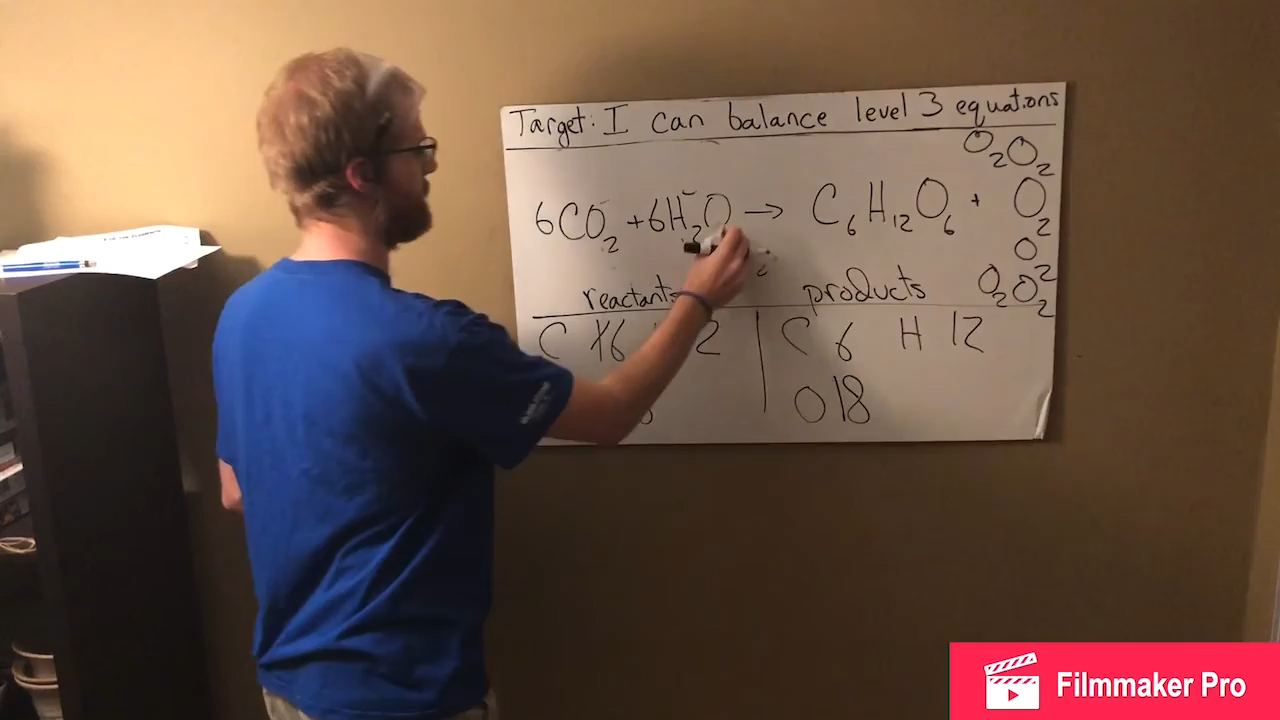 Target: I can balance level 3 equations
O2 O2
6CO2 + 6H2O → C6H12O6 + O2
O2
reactants products O2 O2
C 6 2 C 6 H 12
O 18
Filmmaker Pro